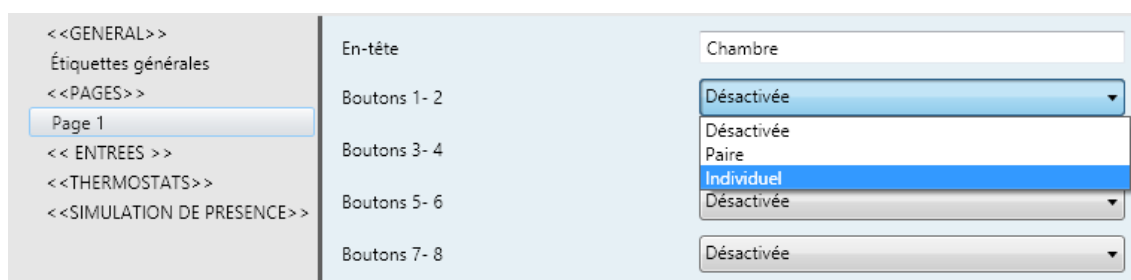 <<GENERAL>>
Étiquettes générales
<<PAGES>>
Page 1
<< ENTREES >>
<<THERMOSTATS>>
<<SIMULATION DE PRESENCE>>
En-tête
Chambre
Boutons 1- 2
Désactivée
Désactivée
Paire
Individuel
Boutons 3- 4
Boutons 5- 6
Désactivée
Boutons 7- 8
Désactivée